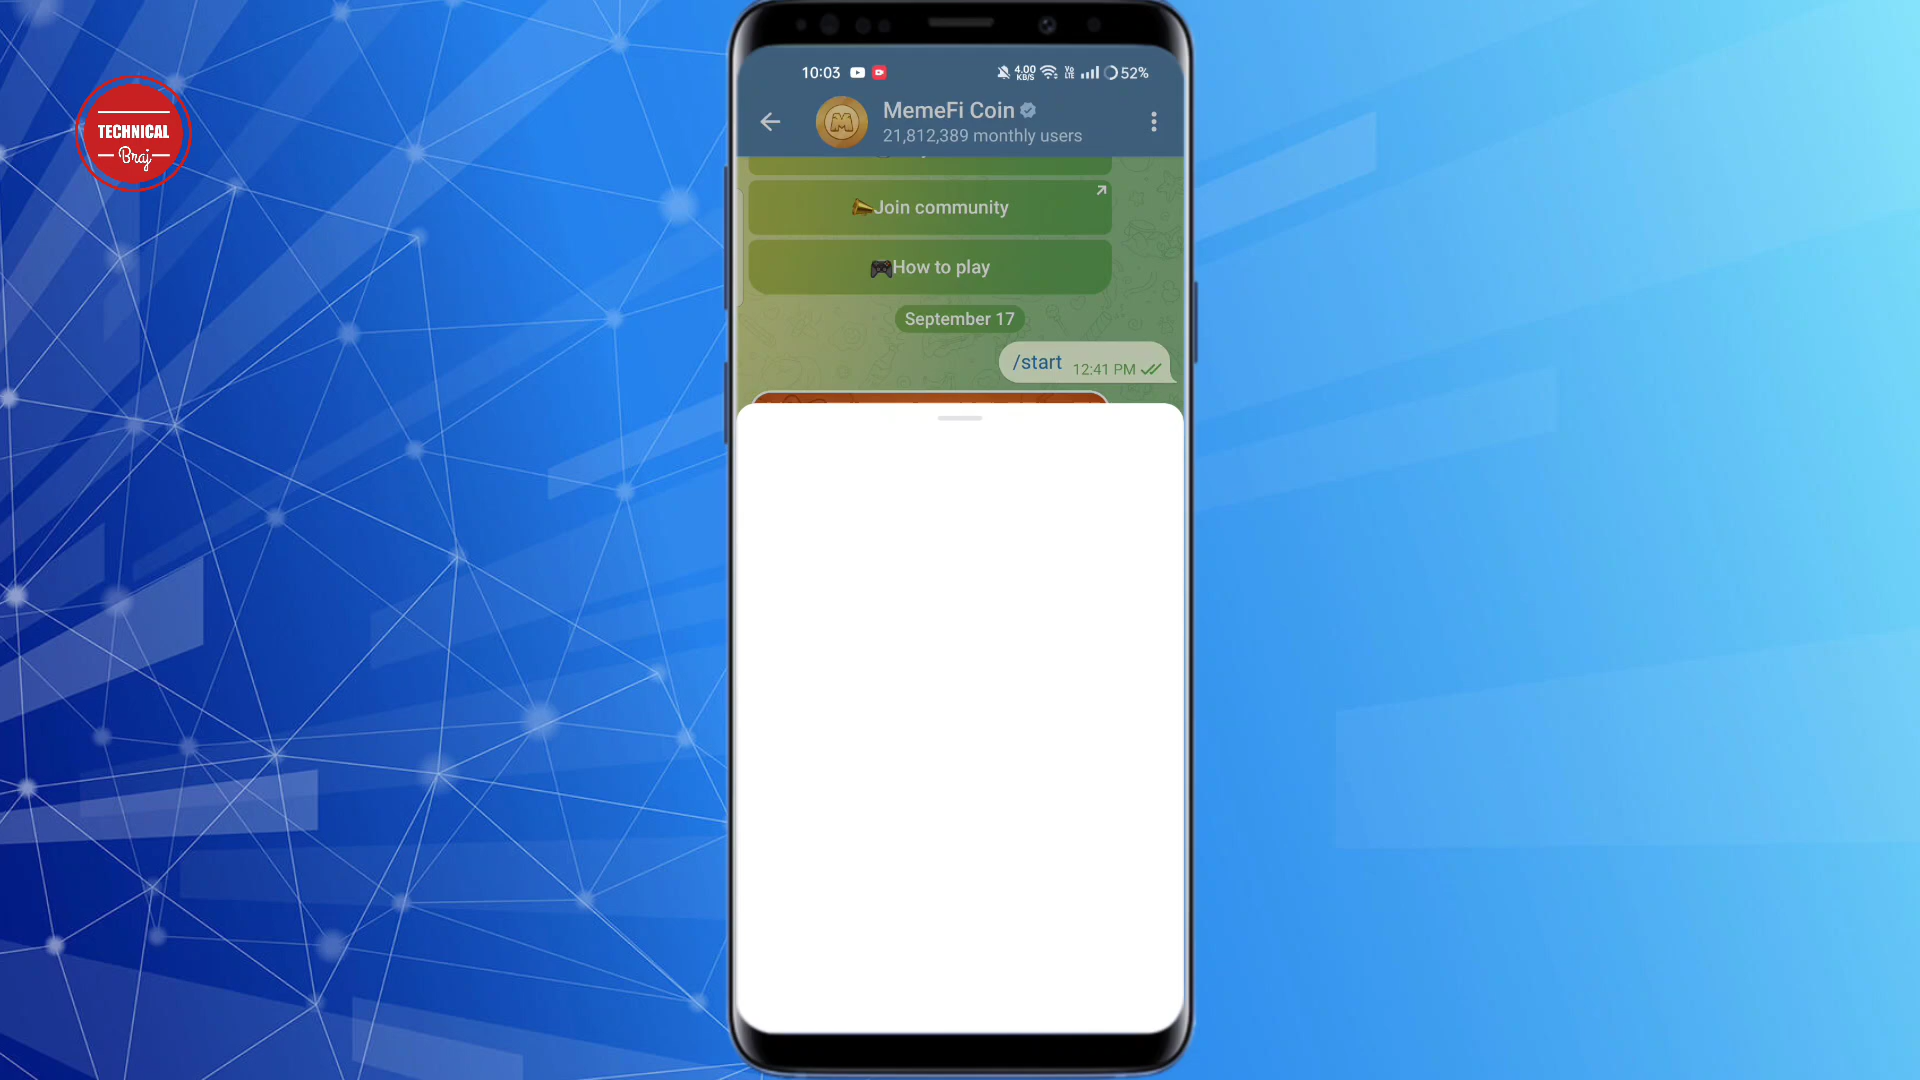 TECHNICAL
Braj
10:03
4.00
KB/S
52%
MemeFi Coin
21,812,389 monthly users
Join community
How to play
September 17
/start 12:41 PM